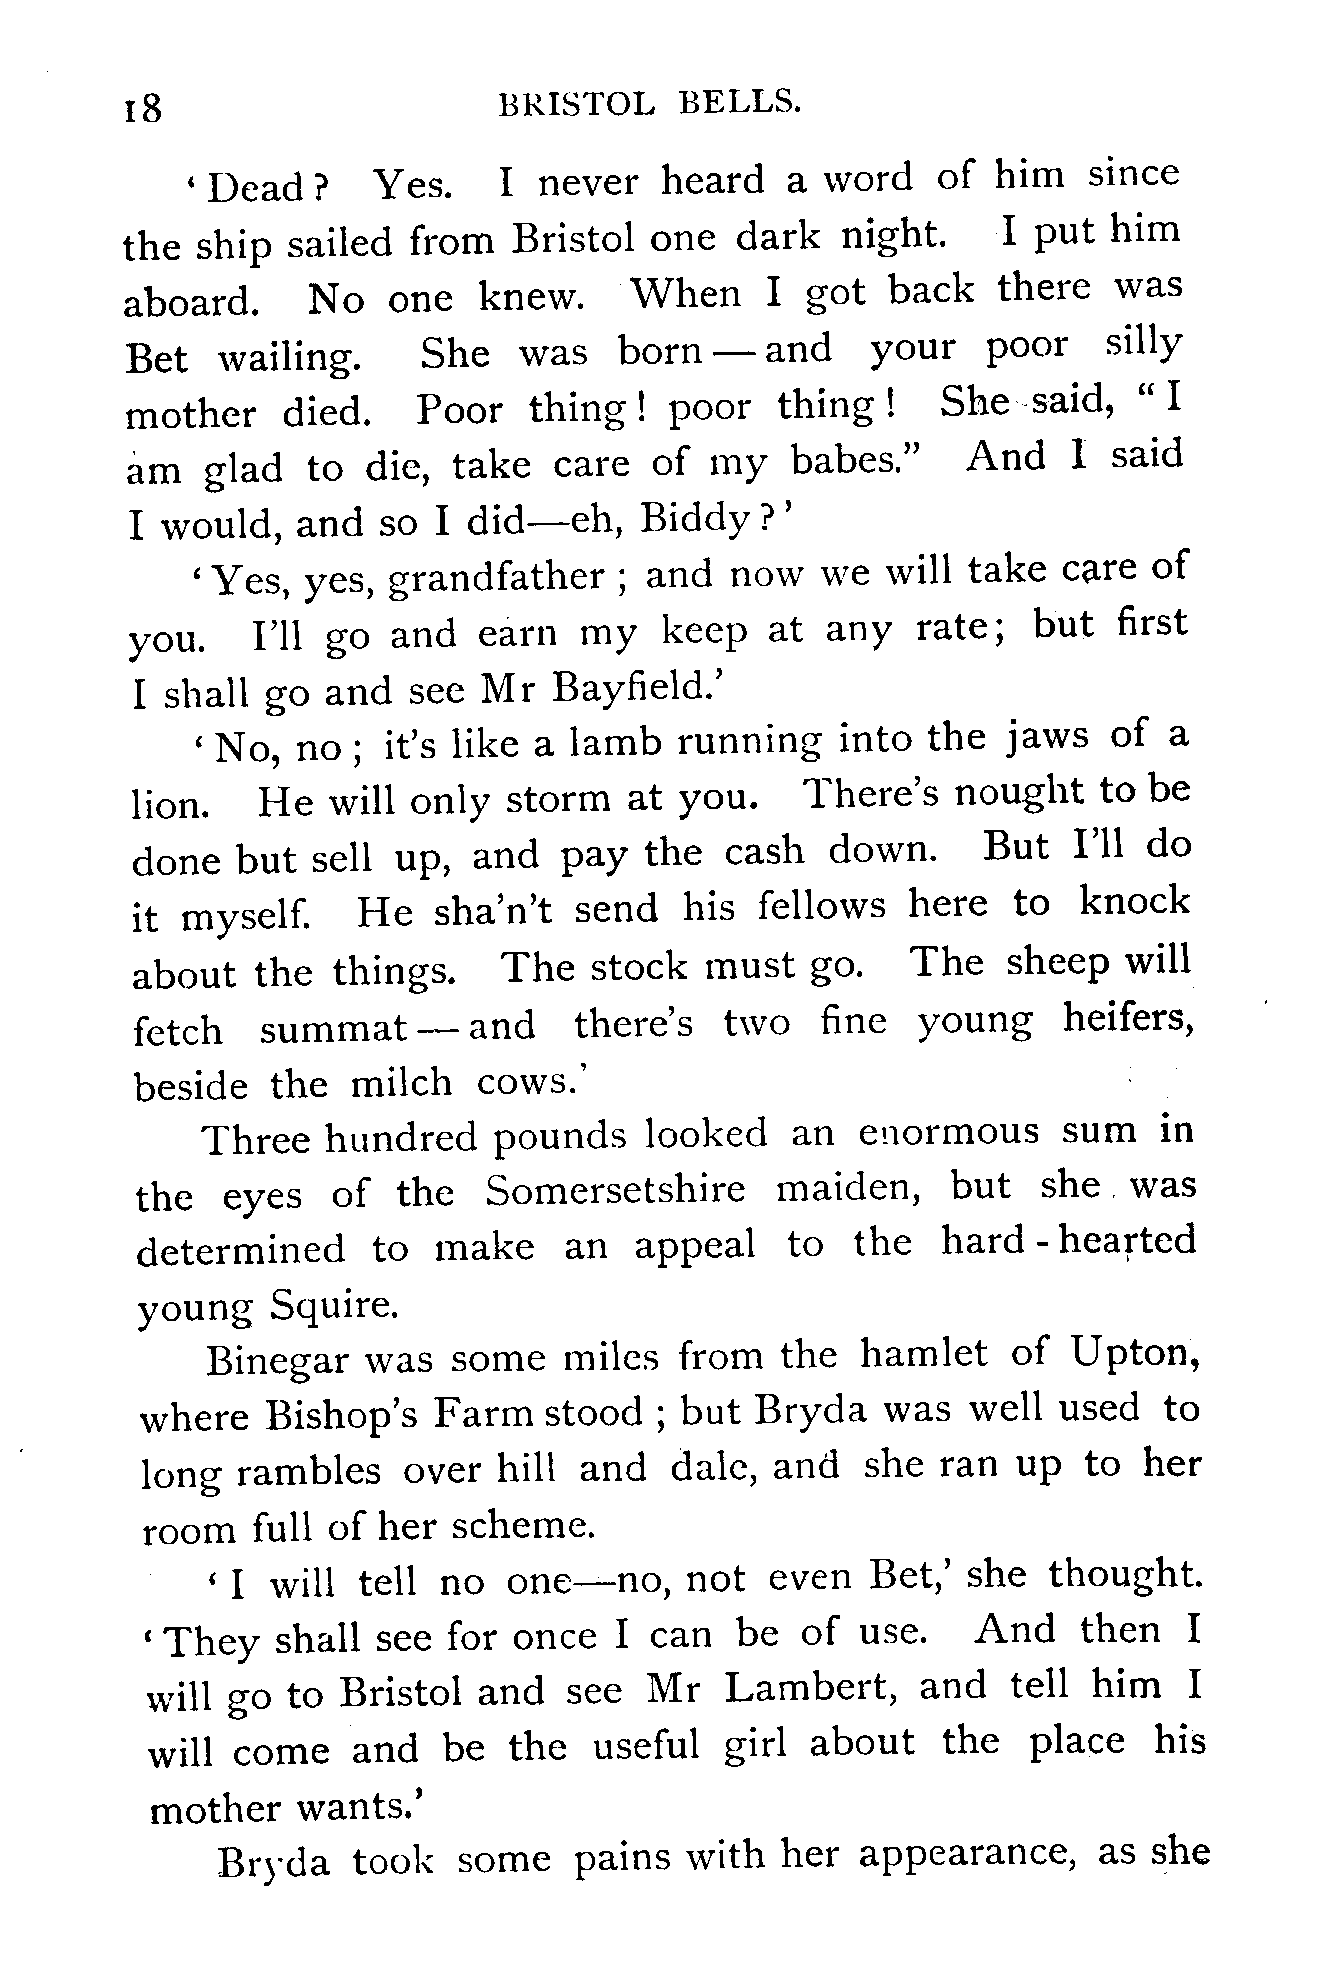 18 BRISTOL BELLS.
‘Dead? Yes. I never heard a word of him since
the ship sailed from Bristol one dark night. I put him
aboard. No one knew. When I got back there was
Bet wailing. She was born — and your poor silly
mother died. Poor thing! poor thing! She said, “I
am glad to die, take care of my babes.” And I said
I would, and so I did—eh, Biddy?’
‘Yes, yes, grandfather; and now we will take care of
you. I’ll go and earn my keep at any rate; but first
I shall go and see Mr Bayfield.’
‘No, no; it’s like a lamb running into the jaws of a
lion. He will only storm at you. There’s nought to be
done but sell up, and pay the cash down. But I’ll do
it myself. He sha’n’t send his fellows here to knock
about the things. The stock must go. The sheep will
fetch summat — and there’s two fine young heifers,
beside the milch cows.’
Three hundred pounds looked an enormous sum in
the eyes of the Somersetshire maiden, but she was
determined to make an appeal to the hard-hearted
young Squire.
Binegar was some miles from the hamlet of Upton,
where Bishop’s Farm stood; but Bryda was well used to
long rambles over hill and dale, and she ran up to her
room full of her scheme.
‘I will tell no one—no, not even Bet,’ she thought.
‘They shall see for once I can be of use. And then I
will go to Bristol and see Mr Lambert, and tell him I
will come and be the useful girl about the place his
mother wants.’
Bryda took some pains with her appearance, as she